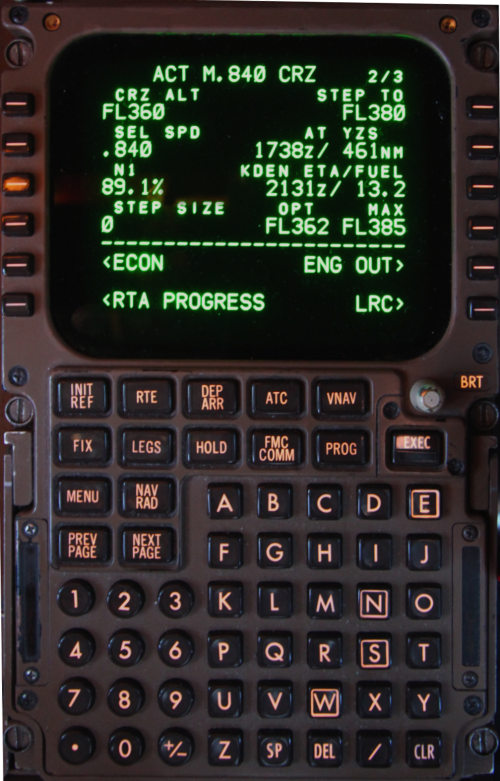 ACT M.840 CRZ 2/3
CRZ ALT STEP TO
FL360 FL380
SEL SPD AT YZS
.840 1738z/ 461NM
N1 KDEN ETA/FUEL
89.1% 2131z/ 13.2
STEP SIZE OPT MAX
0 FL362 FL385
------------------------
<ECON ENG OUT>
<RTA PROGRESS LRC>
BRT
INIT REF RTE DEP ARR ATC VNAV
FIX LEGS HOLD FMC COMM PROG EXEC
MENU NAV RAD A B C D E
PREV PAGE NEXT PAGE F G H I J
1 2 3 K L M N O
4 5 6 P Q R S T
7 8 9 U V W X Y
. 0 +/- Z SP DEL / CLR